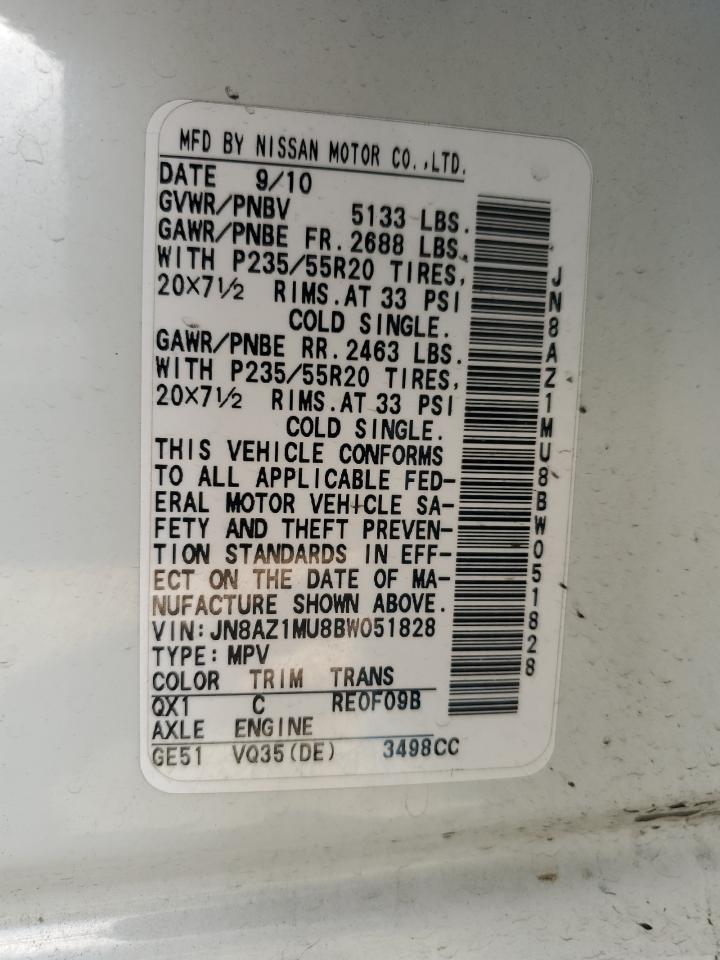 MFD BY NISSAN MOTOR CO.,LTD.
DATE 9/10
GVWR/PNBV 5133 LBS.
GAWR/PNBE FR. 2688 LBS.
WITH P235/55R20 TIRES,
20×7½ RIMS. AT 33 PSI
COLD SINGLE.
GAWR/PNBE RR. 2463 LBS.
WITH P235/55R20 TIRES,
20×7½ RIMS. AT 33 PSI
COLD SINGLE.
THIS VEHICLE CONFORMS
TO ALL APPLICABLE FED-
ERAL MOTOR VEHICLE SA-
FETY AND THEFT PREVEN-
TION STANDARDS IN EFF-
ECT ON THE DATE OF MA-
NUFACTURE SHOWN ABOVE.
VIN: JN8AZ1MU8BW051828
TYPE: MPV
COLOR TRIM TRANS
QX1 C RE0F09B
AXLE ENGINE
GE51 VQ35(DE) 3498CC
JN8AZ1MU8BW051828